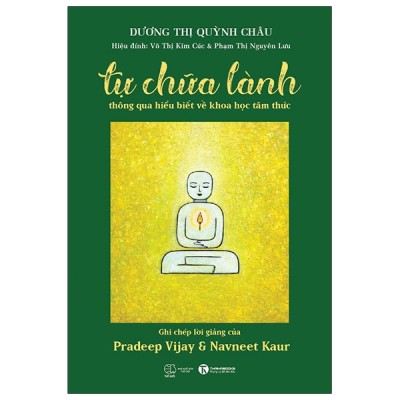 DƯƠNG THỊ QUỲNH CHÂU
Hiệu đính: Võ Thị Kim Cúc & Phạm Thị Nguyên Lưu
tự chữa lành
thông qua hiểu biết về khoa học tâm thức
Ghi chép lời giảng của
Pradeep Vijay & Navneet Kaur